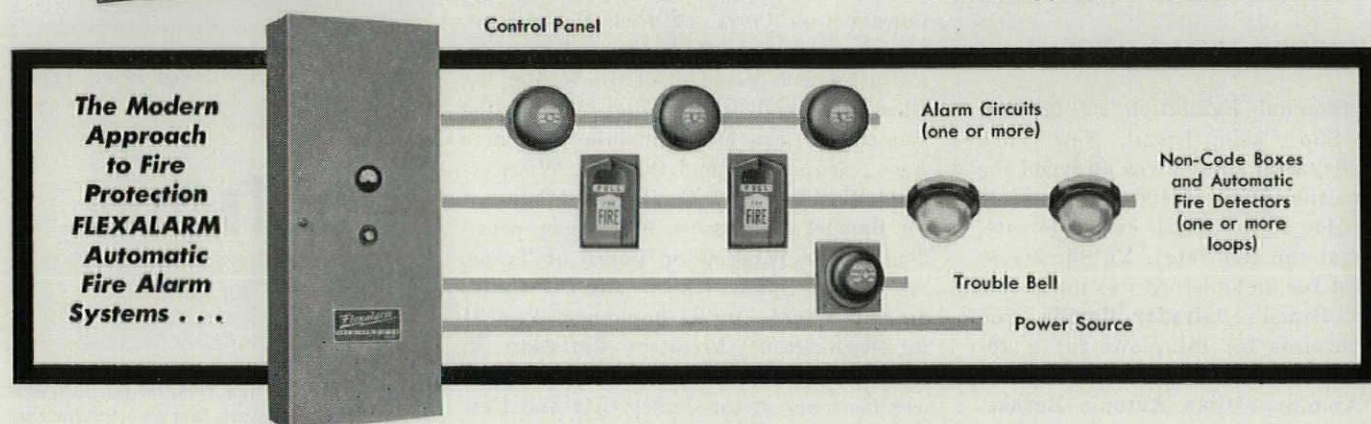 Control Panel
The Modern
Approach
to Fire
Protection
FLEXALARM
Automatic
Fire Alarm
Systems . . .
Alarm Circuits
(one or more)
PULL
FOR
FIRE
PULL
FOR
FIRE
Non-Code Boxes
and Automatic
Fire Detectors
(one or more
loops)
Trouble Bell
Flexalarm
Power Source